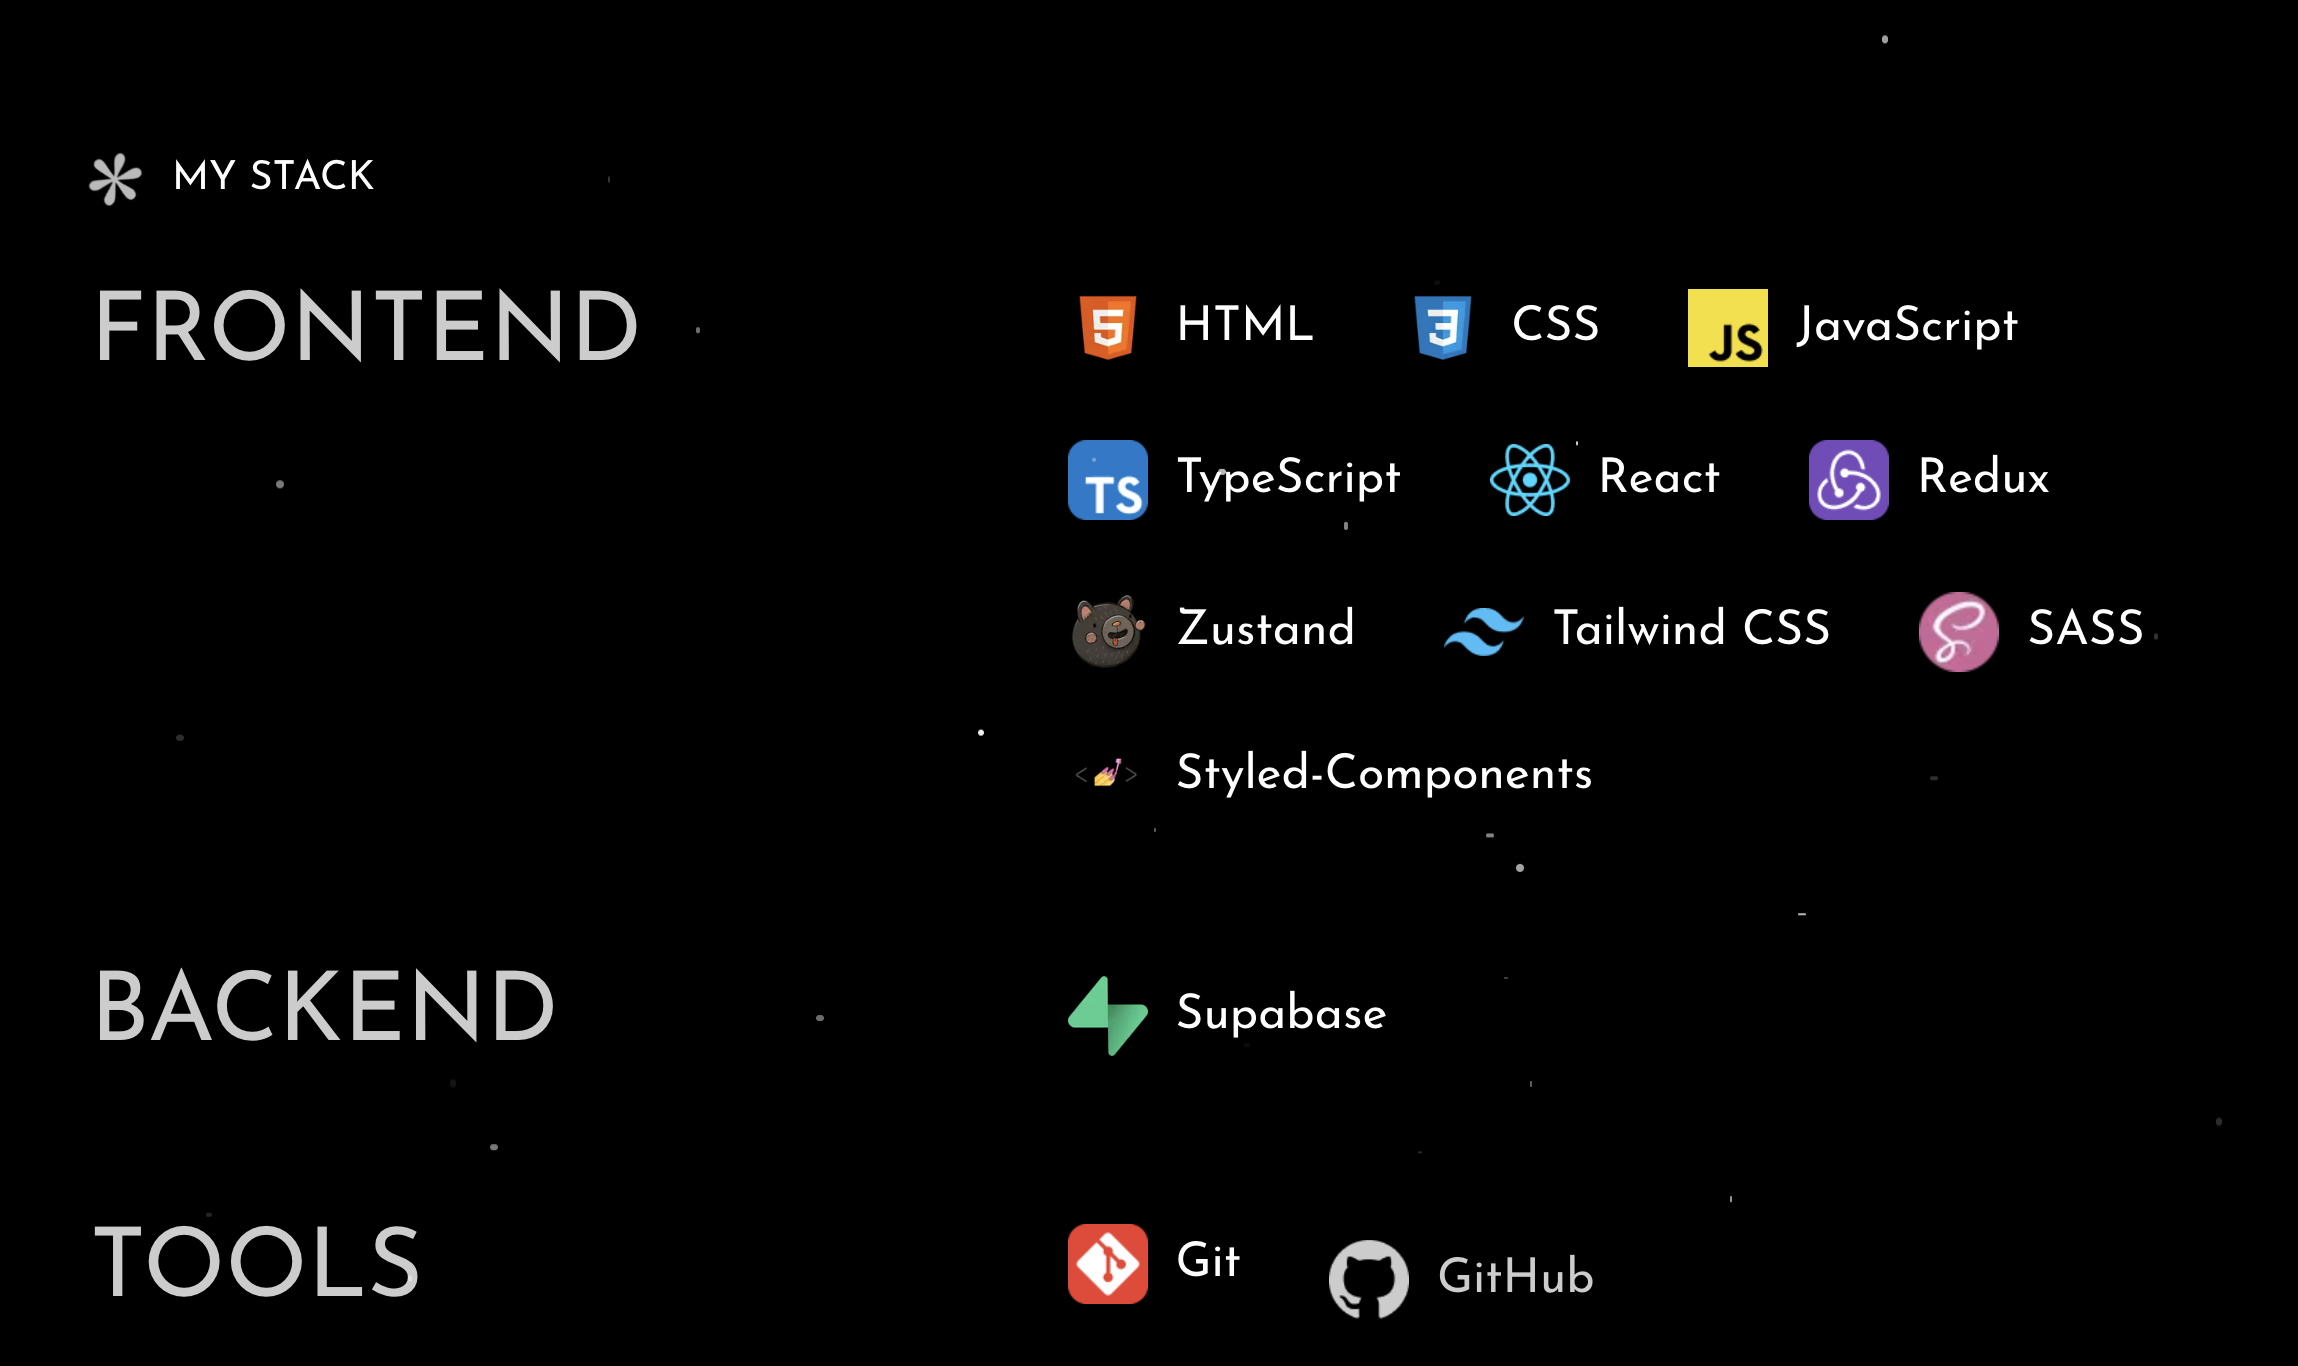 MY STACK
FRONTEND
HTML
CSS
JS JavaScript
TS TypeScript
React
Redux
Zustand
Tailwind CSS
SASS
Styled-Components
BACKEND
Supabase
TOOLS
Git
GitHub